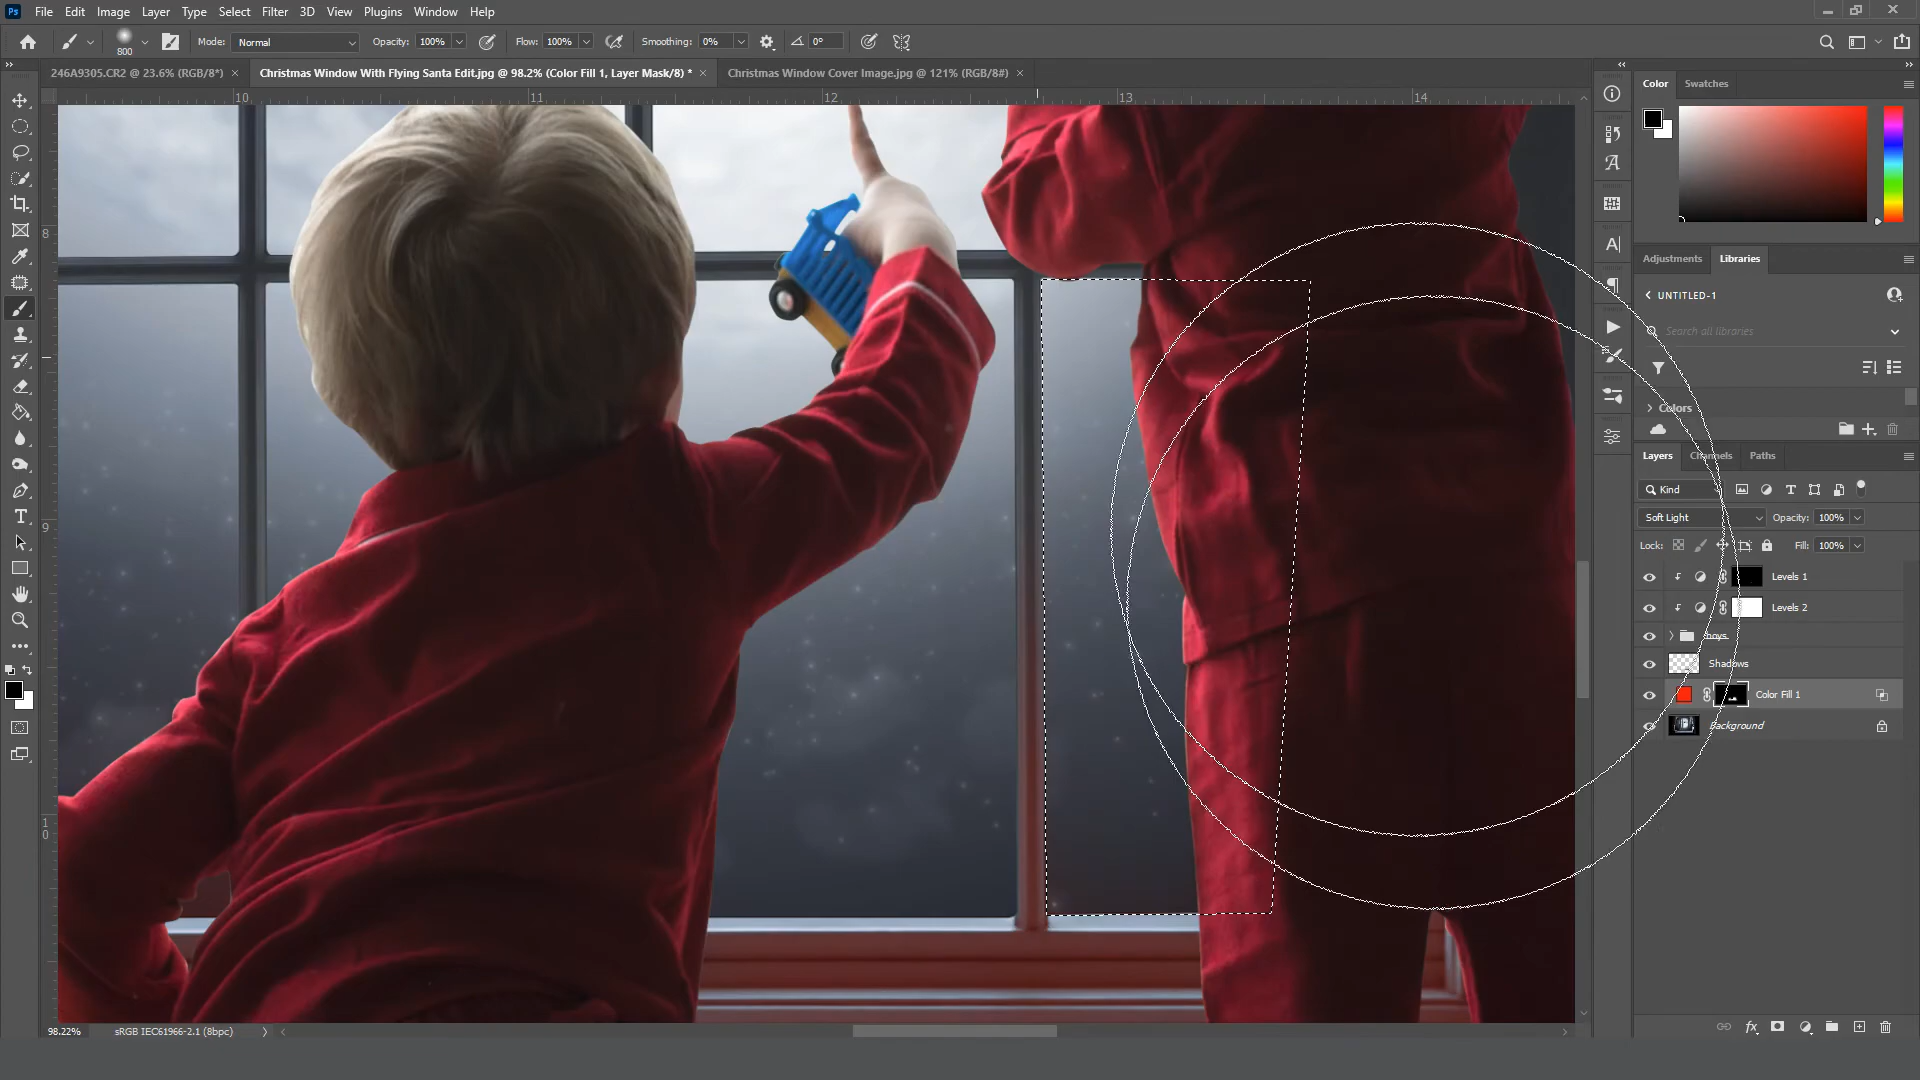 Ps File Edit Image Layer Type Select Filter 3D View Plugins Window Help
800 Mode: Normal Opacity: 100% Flow: 100% Smoothing: 0% 0°
246A9305.CR2 @ 23.6% (RGB/8*) × Christmas Window With Flying Santa Edit.jpg @ 98.2% (Color Fill 1, Layer Mask/8) * × Christmas Window Cover Image.jpg @ 121% (RGB/8#) ×
10 11 12 13 14
8
9
10
Color Swatches
Adjustments Libraries
UNTITLED-1
Search all libraries
Colors
Layers Channels Paths
Kind
Soft Light Opacity: 100%
Lock: Fill: 100%
Levels 1
Levels 2
boys
Shadows
Color Fill 1
Background
98.22% sRGB IEC61966-2.1 (8bpc)